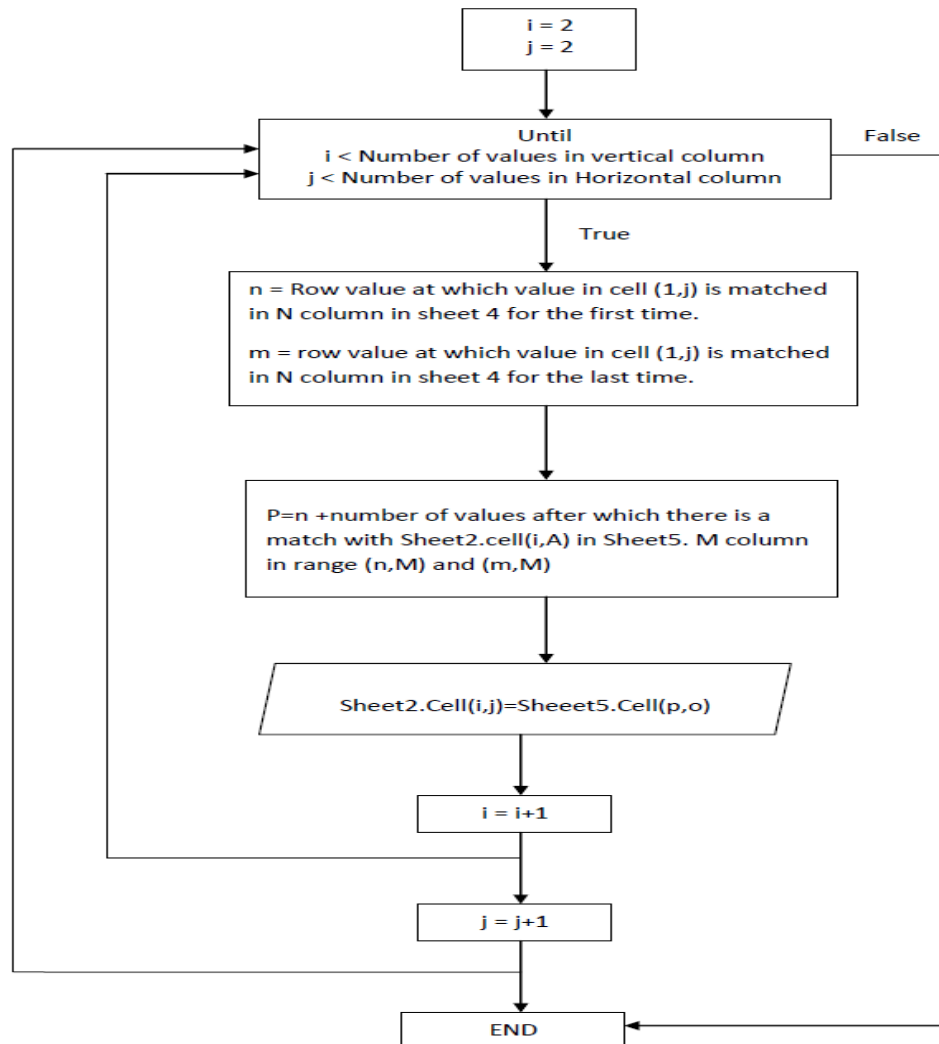 i = 2
j = 2
Until
i < Number of values in vertical column
j < Number of values in Horizontal column
False
True
n = Row value at which value in cell (1,j) is matched
in N column in sheet 4 for the first time.
m = row value at which value in cell (1,j) is matched
in N column in sheet 4 for the last time.
P=n +number of values after which there is a
match with Sheet2.cell(i,A) in Sheet5. M column
in range (n,M) and (m,M)
Sheet2.Cell(i,j)=Sheeet5.Cell(p,o)
i = i+1
j = j+1
END